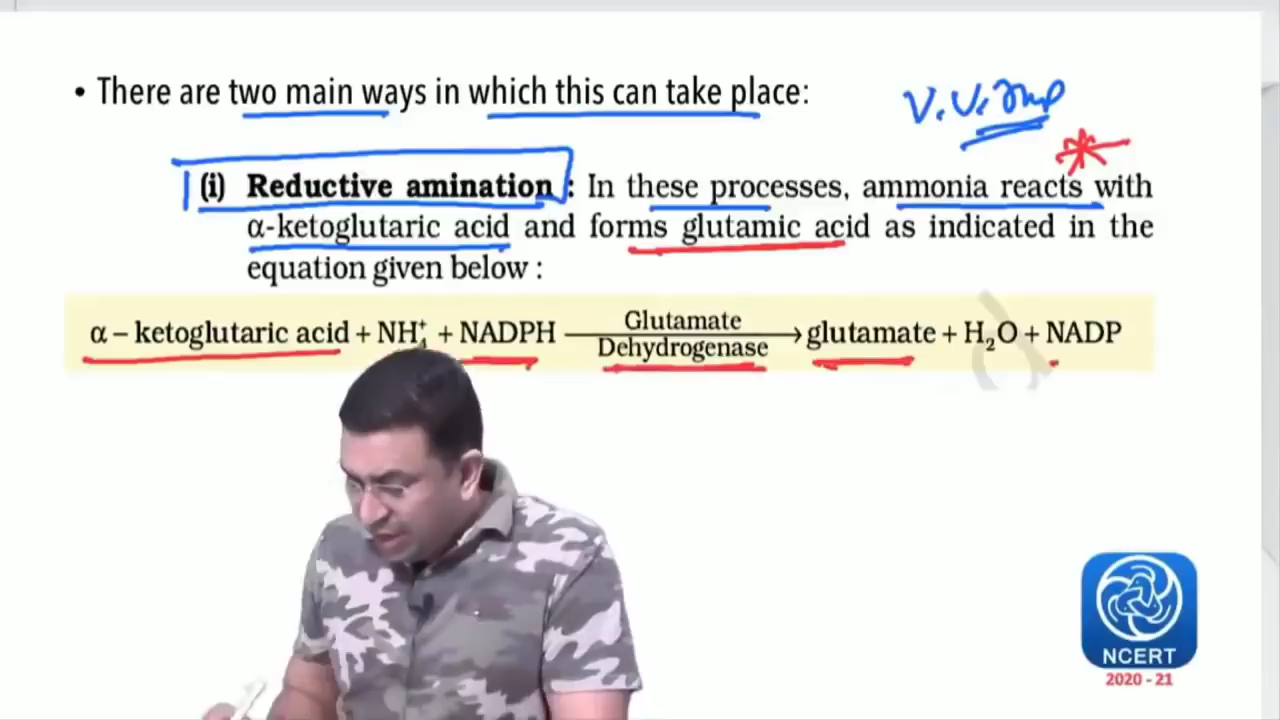 • There are two main ways in which this can take place:
V. V. Imp
(i) Reductive amination : In these processes, ammonia reacts with
α-ketoglutaric acid and forms glutamic acid as indicated in the
equation given below :
α – ketoglutaric acid + NH₄⁺ + NADPH ⟶ glutamate + H₂O + NADP
Glutamate
Dehydrogenase
NCERT
2020 - 21